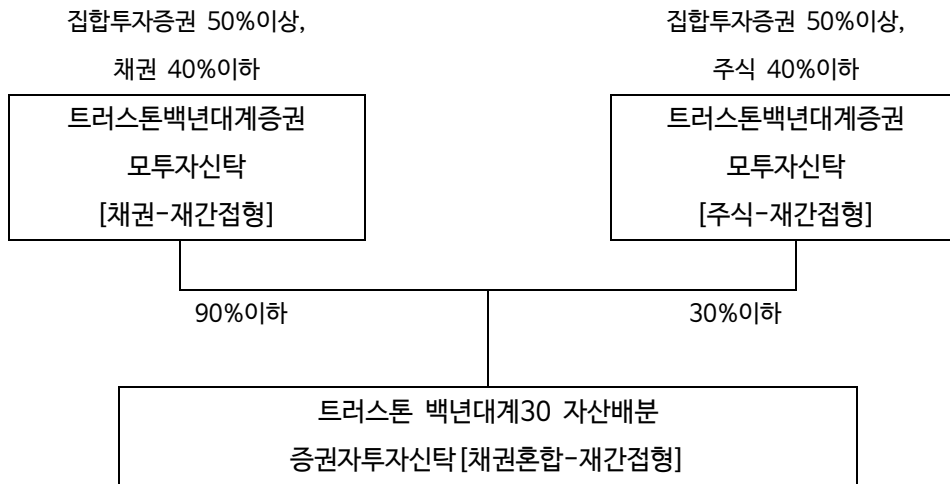 집합투자증권 50%이상,
채권 40%이하
트러스톤백년대계증권
모투자신탁
[채권-재간접형]
집합투자증권 50%이상,
주식 40%이하
트러스톤백년대계증권
모투자신탁
[주식-재간접형]
90%이하
30%이하
트러스톤 백년대계30 자산배분
증권자투자신탁[채권혼합-재간접형]